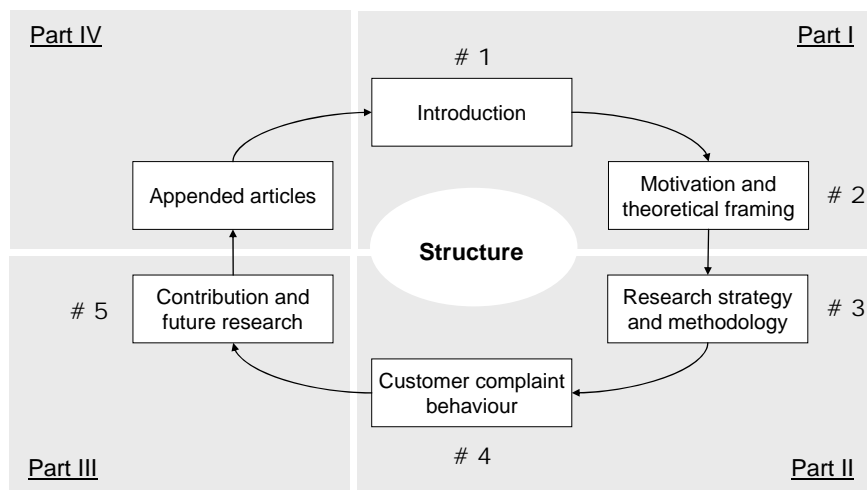 Part IV
Part I
# 1
Introduction
Appended articles
Motivation and
theoretical framing
# 2
Structure
# 5
Contribution and
future research
Research strategy
and methodology
# 3
Customer complaint
behaviour
# 4
Part III
Part II